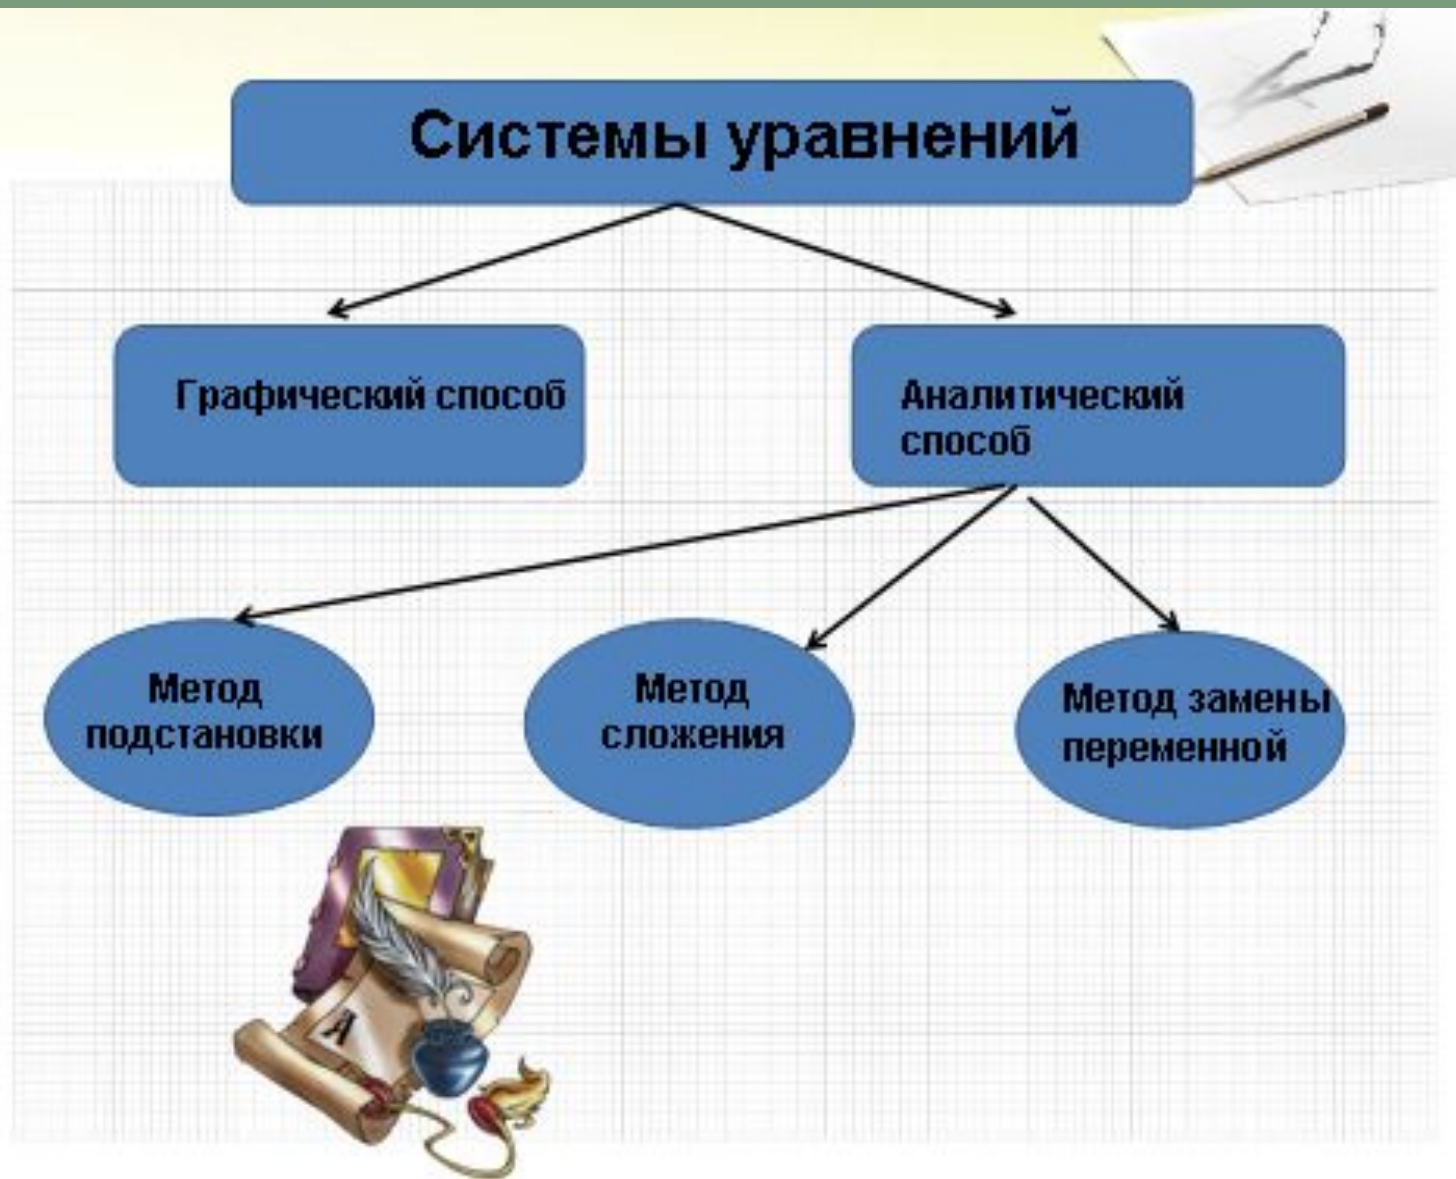 Системы уравнений
Графический способ
Аналитический
способ
Метод
подстановки
Метод
сложения
Метод замены
переменной
А